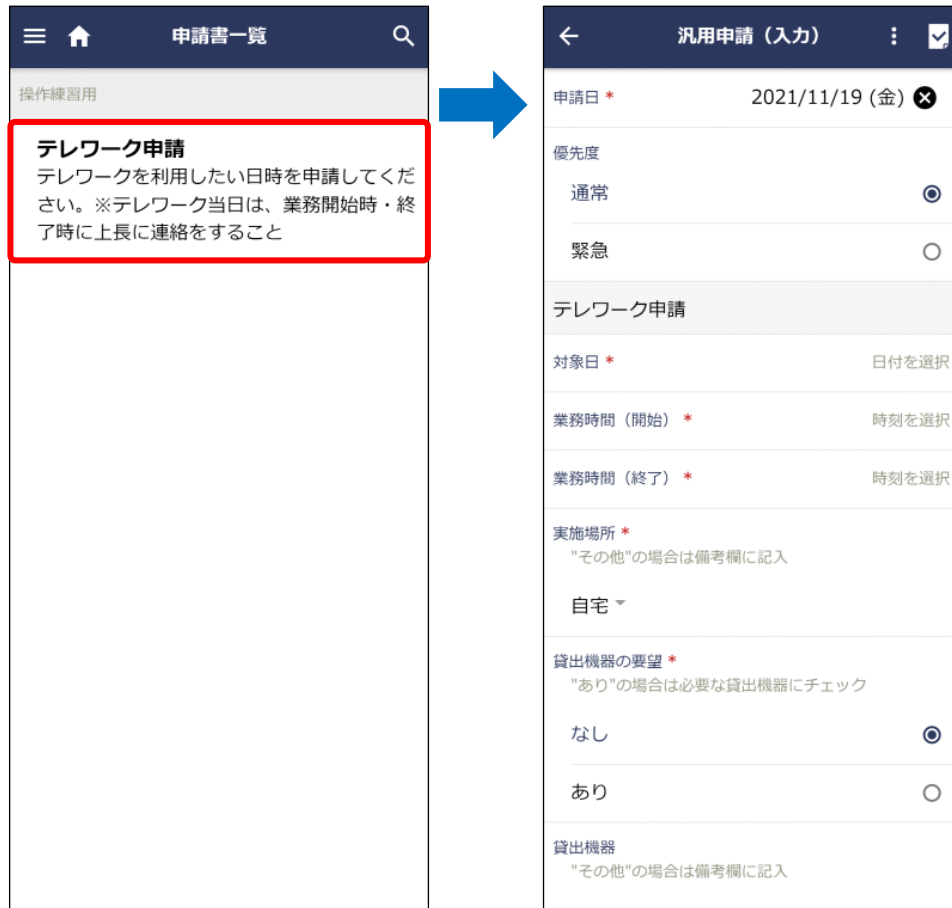 申請書一覧
操作練習用
テレワーク申請
テレワークを利用したい日時を申請してくだ
さい。※テレワーク当日は、業務開始時・終
了時に上長に連絡をすること
汎用申請（入力）
申請日 *
2021/11/19 (金)
優先度
通常
緊急
テレワーク申請
対象日 *
日付を選択
業務時間（開始） *
時刻を選択
業務時間（終了） *
時刻を選択
実施場所 *
"その他"の場合は備考欄に記入
自宅
貸出機器の要望 *
"あり"の場合は必要な貸出機器にチェック
なし
あり
貸出機器
"その他"の場合は備考欄に記入